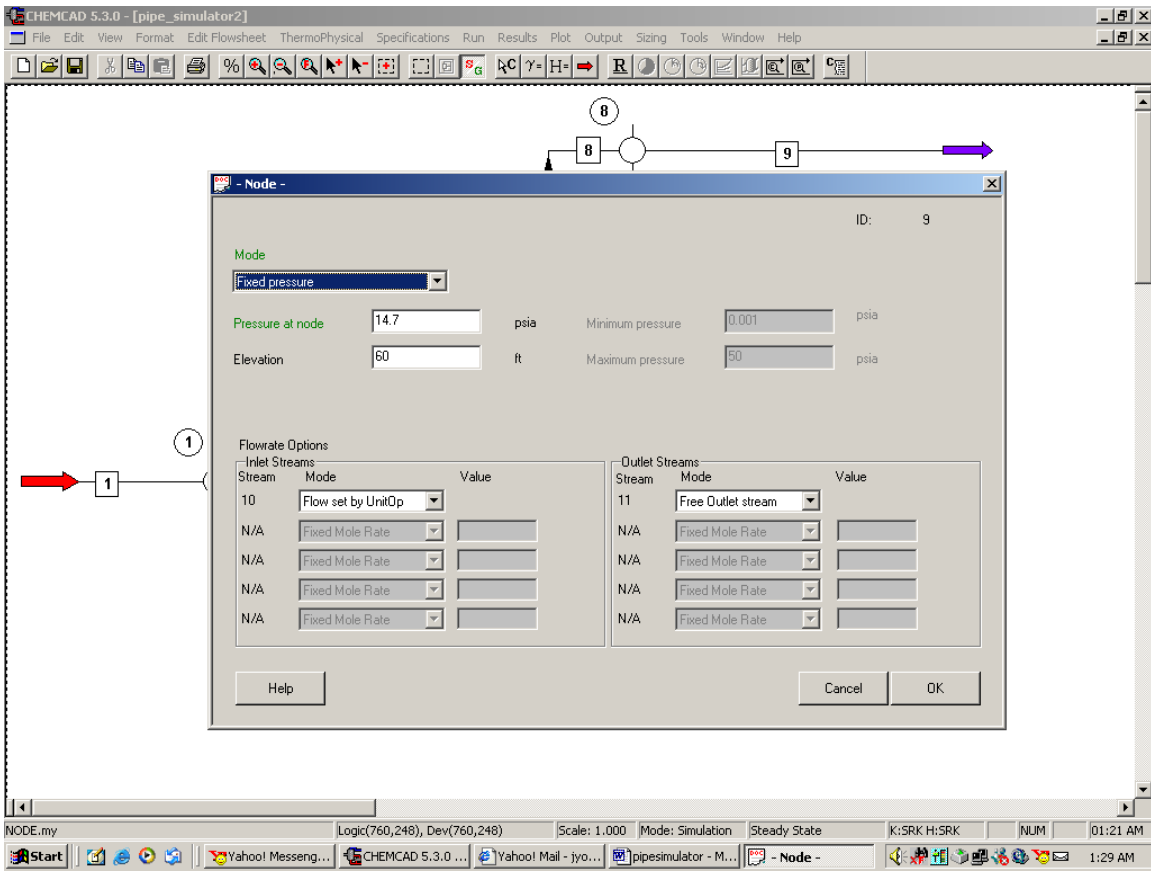 CHEMCAD 5.3.0 - [pipe_simulator2]
File Edit View Format Edit Flowsheet ThermoPhysical Specifications Run Results Plot Output Sizing Tools Window Help
% S G C γ= H= R C
8
8 9
- Node -
ID: 9
Mode
Fixed pressure
Pressure at node 14.7 psia Minimum pressure 0.001 psia
Elevation 60 ft Maximum pressure 50 psia
1
1
Flowrate Options
Inlet Streams Outlet Streams
Stream Mode Value Stream Mode Value
10 Flow set by UnitOp 11 Free Outlet stream
N/A Fixed Mole Rate N/A Fixed Mole Rate
N/A Fixed Mole Rate N/A Fixed Mole Rate
N/A Fixed Mole Rate N/A Fixed Mole Rate
N/A Fixed Mole Rate N/A Fixed Mole Rate
Help Cancel OK
NODE.my Logic(760,248), Dev(760,248) Scale: 1.000 Mode: Simulation Steady State K:SRK H:SRK NUM 01:21 AM
Start Yahoo! Messeng... CHEMCAD 5.3.0 ... Yahoo! Mail - jyo... pipesimulator - M... - Node - 1:29 AM